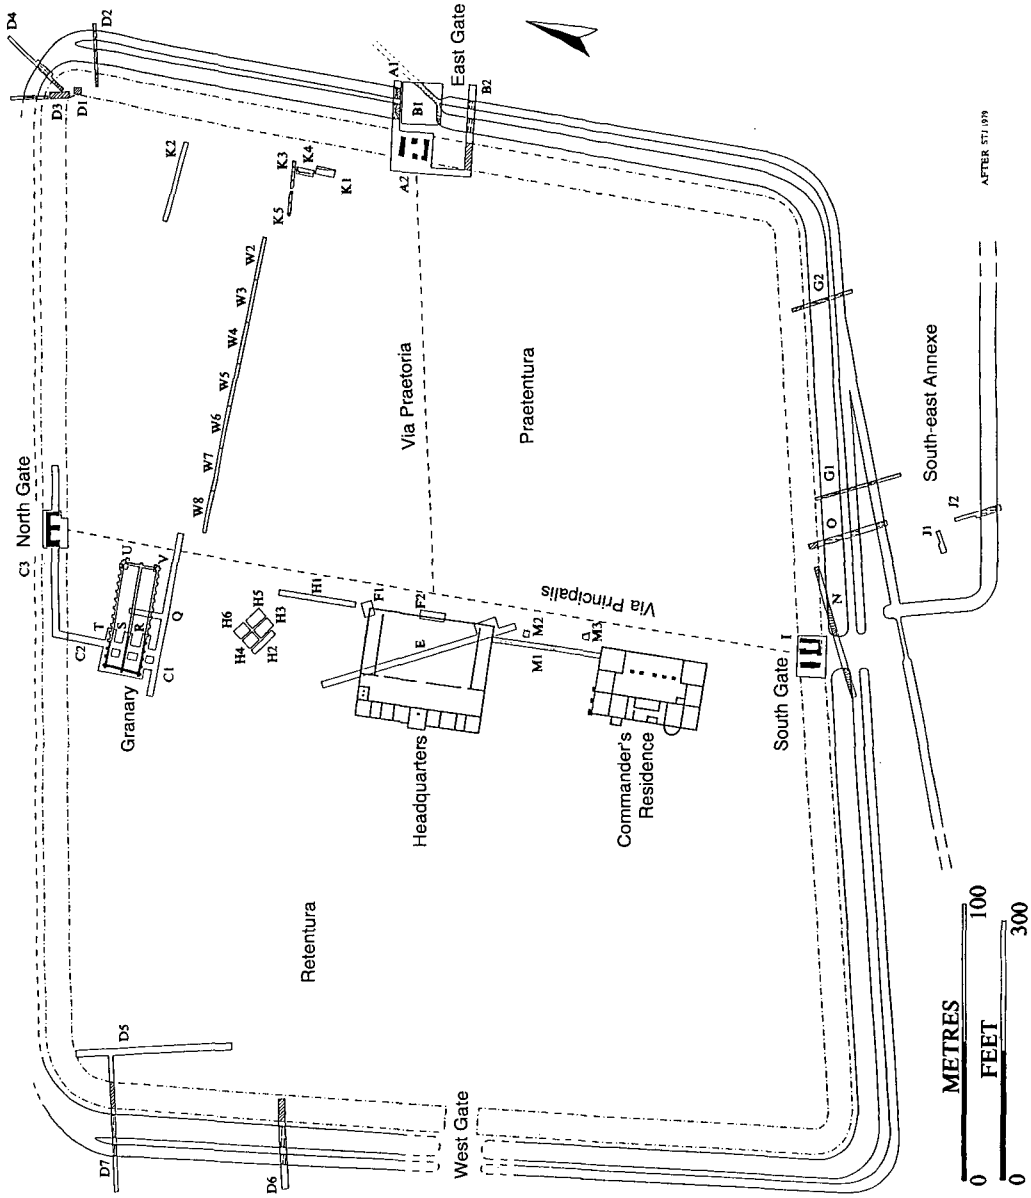 D4
D2
D3
D1
K2
K3
K4
K5
K1
A1
B1
A2
B2
East Gate
AFTER STJ 1979
W2
W3
W4
W5
W6
W7
W8
Via Praetoria
Praetentura
G2
South-east Annexe
C3
North Gate
U
V
T
S
R
Q
C2
C1
Granary
H6
H5
H4
H3
H2
H1
F1
F2
E
Headquarters
Via Principalis
M2
M1
M3
Commander's
Residence
South Gate
I
N
O
G1
J1
J2
Retentura
D5
D7
D6
West Gate
METRES
0
100
FEET
0
300